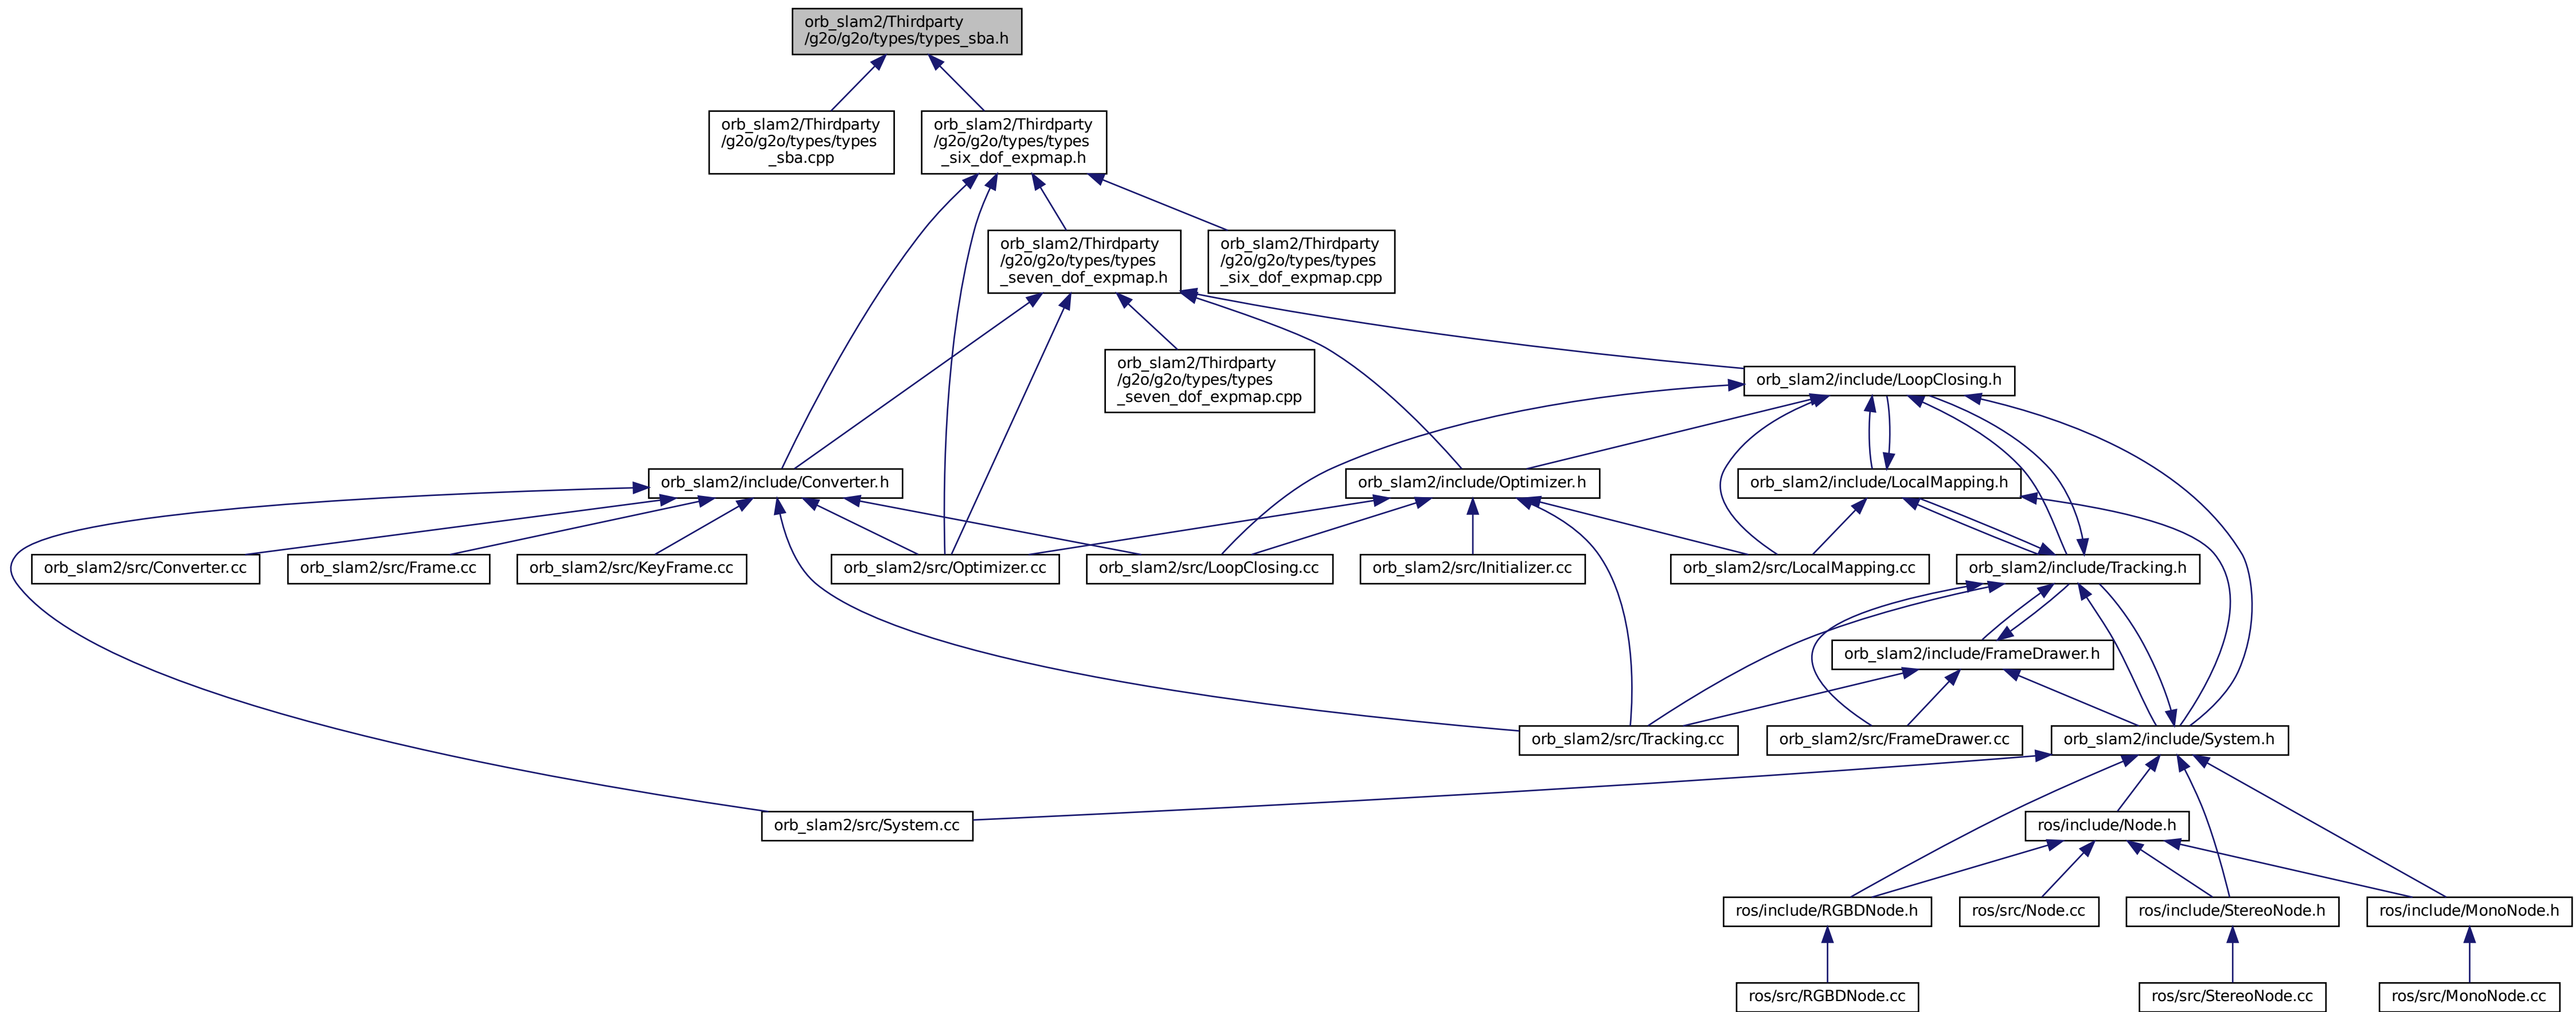 orb_slam2/Thirdparty
/g2o/g2o/types/types_sba.h
orb_slam2/Thirdparty
/g2o/g2o/types/types
_sba.cpp
orb_slam2/Thirdparty
/g2o/g2o/types/types
_six_dof_expmap.h
orb_slam2/Thirdparty
/g2o/g2o/types/types
_seven_dof_expmap.h
orb_slam2/Thirdparty
/g2o/g2o/types/types
_six_dof_expmap.cpp
orb_slam2/Thirdparty
/g2o/g2o/types/types
_seven_dof_expmap.cpp
orb_slam2/include/LoopClosing.h
orb_slam2/include/Converter.h
orb_slam2/include/Optimizer.h
orb_slam2/include/LocalMapping.h
orb_slam2/src/Converter.cc
orb_slam2/src/Frame.cc
orb_slam2/src/KeyFrame.cc
orb_slam2/src/Optimizer.cc
orb_slam2/src/LoopClosing.cc
orb_slam2/src/Initializer.cc
orb_slam2/src/LocalMapping.cc
orb_slam2/include/Tracking.h
orb_slam2/include/FrameDrawer.h
orb_slam2/src/Tracking.cc
orb_slam2/src/FrameDrawer.cc
orb_slam2/include/System.h
orb_slam2/src/System.cc
ros/include/Node.h
ros/include/RGBDNode.h
ros/src/Node.cc
ros/include/StereoNode.h
ros/include/MonoNode.h
ros/src/RGBDNode.cc
ros/src/StereoNode.cc
ros/src/MonoNode.cc